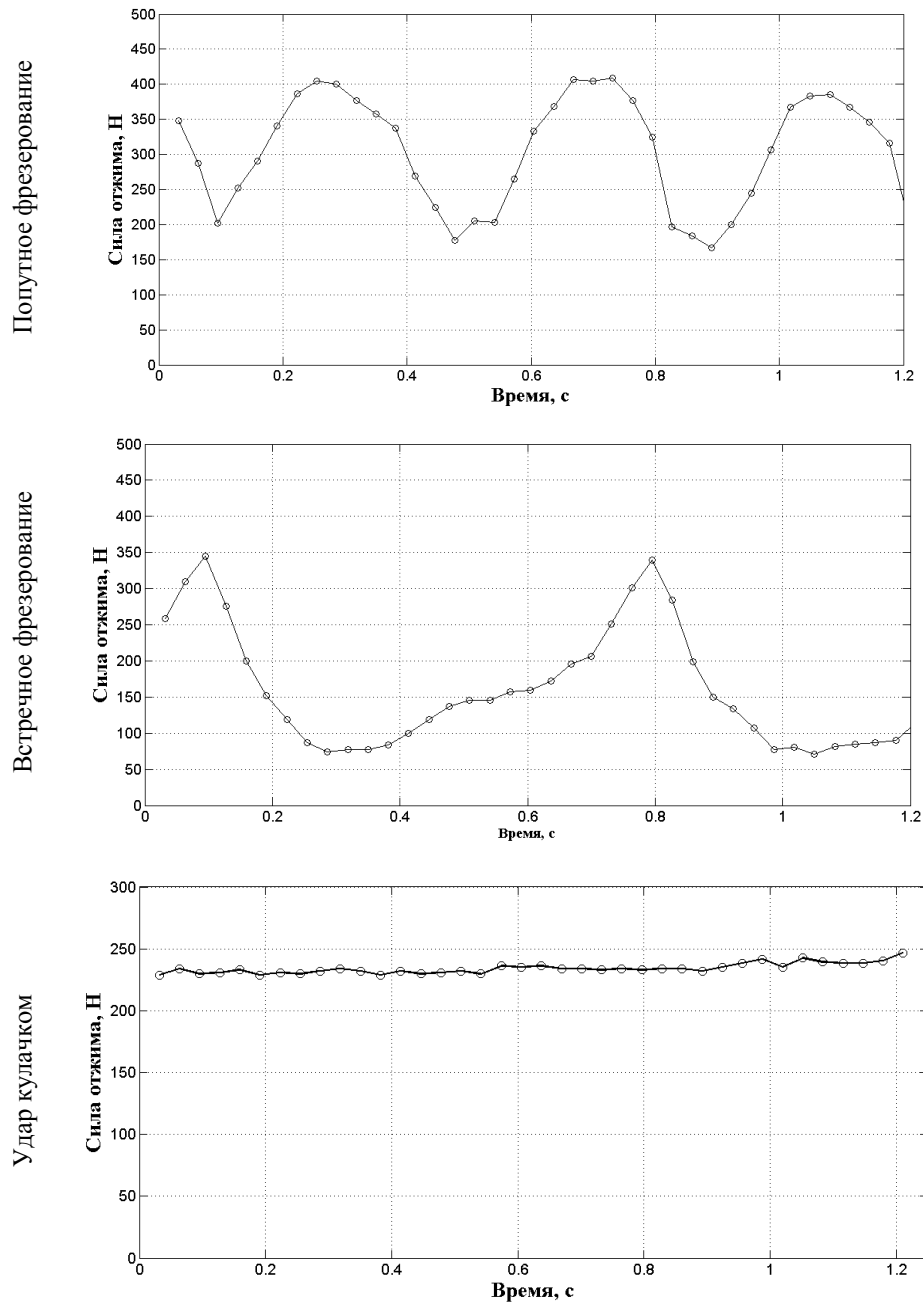 Попутное фрезерование
Сила отжима, Н
500
450
400
350
300
250
200
150
100
50
0
0 0.2 0.4 0.6 0.8 1 1.2
Время, с
Встречное фрезерование
Сила отжима, Н
500
450
400
350
300
250
200
150
100
50
0
0 0.2 0.4 0.6 0.8 1 1.2
Время, с
Удар кулачком
Сила отжима, Н
300
250
200
150
100
50
0
0 0.2 0.4 0.6 0.8 1 1.2
Время, с